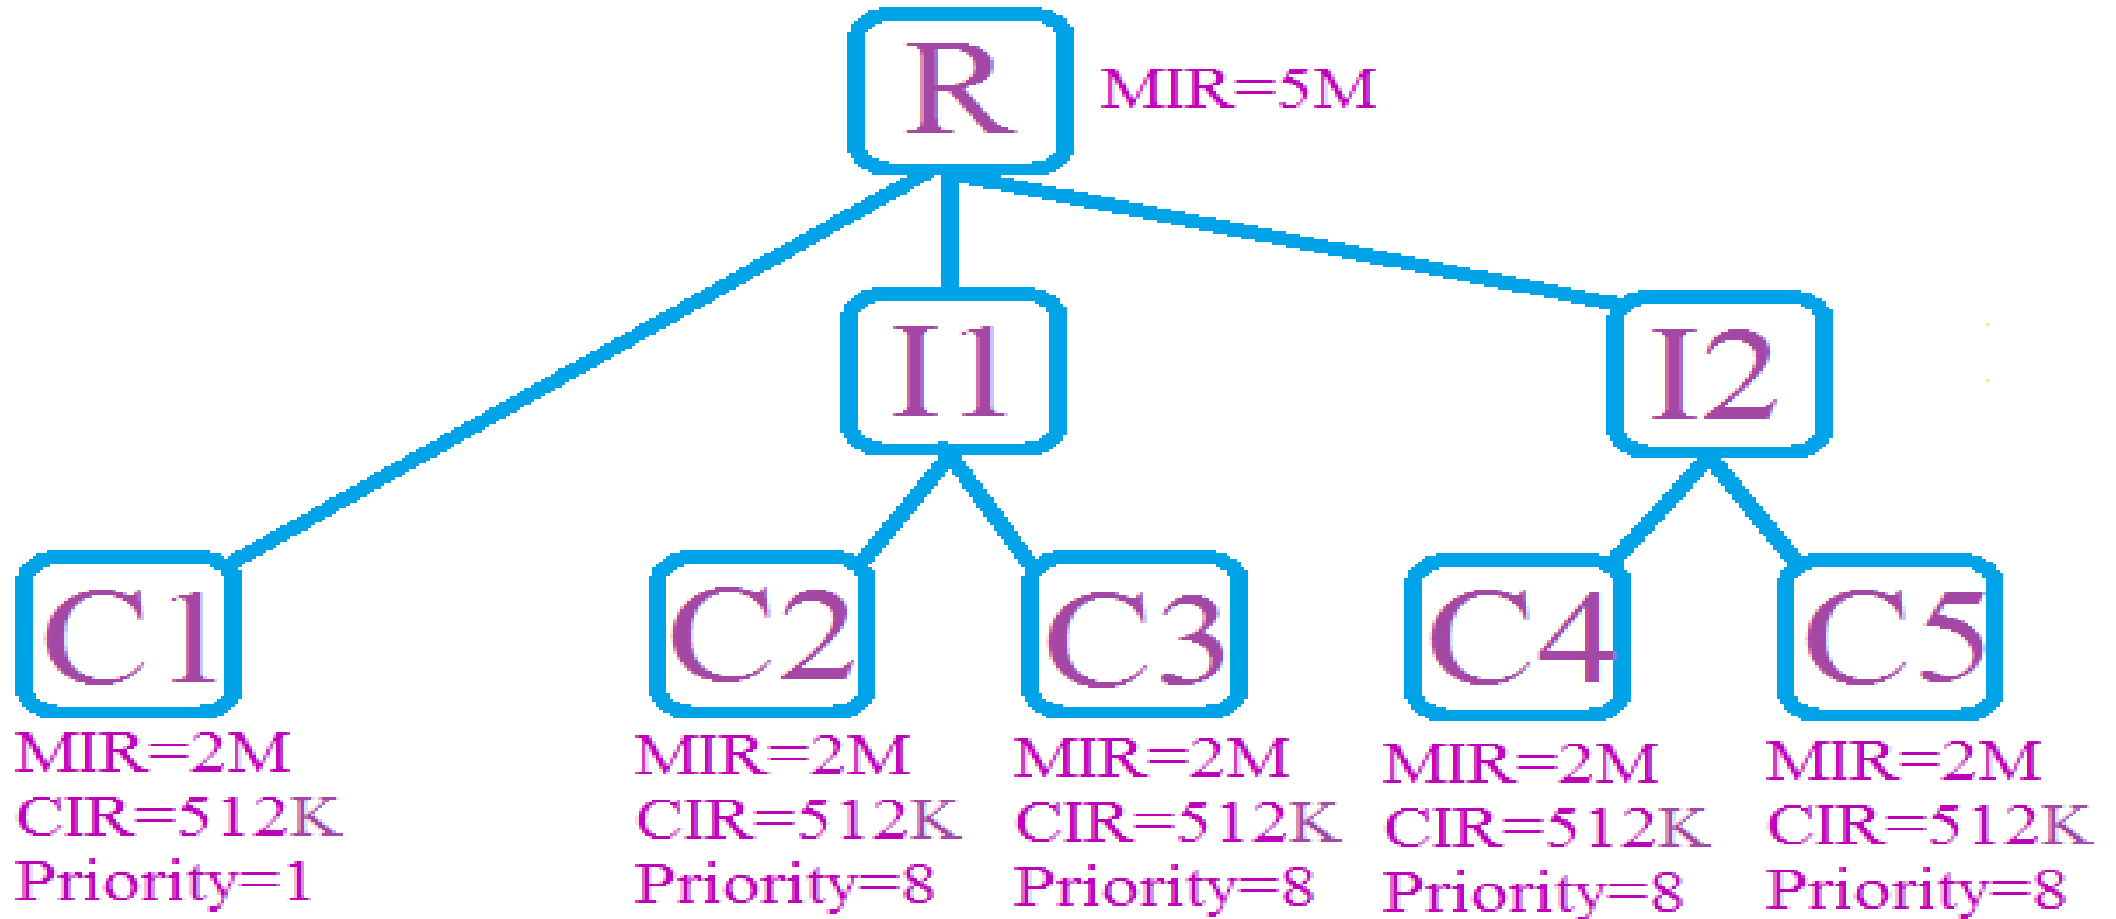 R
MIR=5M
I1
I2
C1
C2
C3
C4
C5
MIR=2M
CIR=512K
Priority=1
MIR=2M
CIR=512K
Priority=8
MIR=2M
CIR=512K
Priority=8
MIR=2M
CIR=512K
Priority=8
MIR=2M
CIR=512K
Priority=8